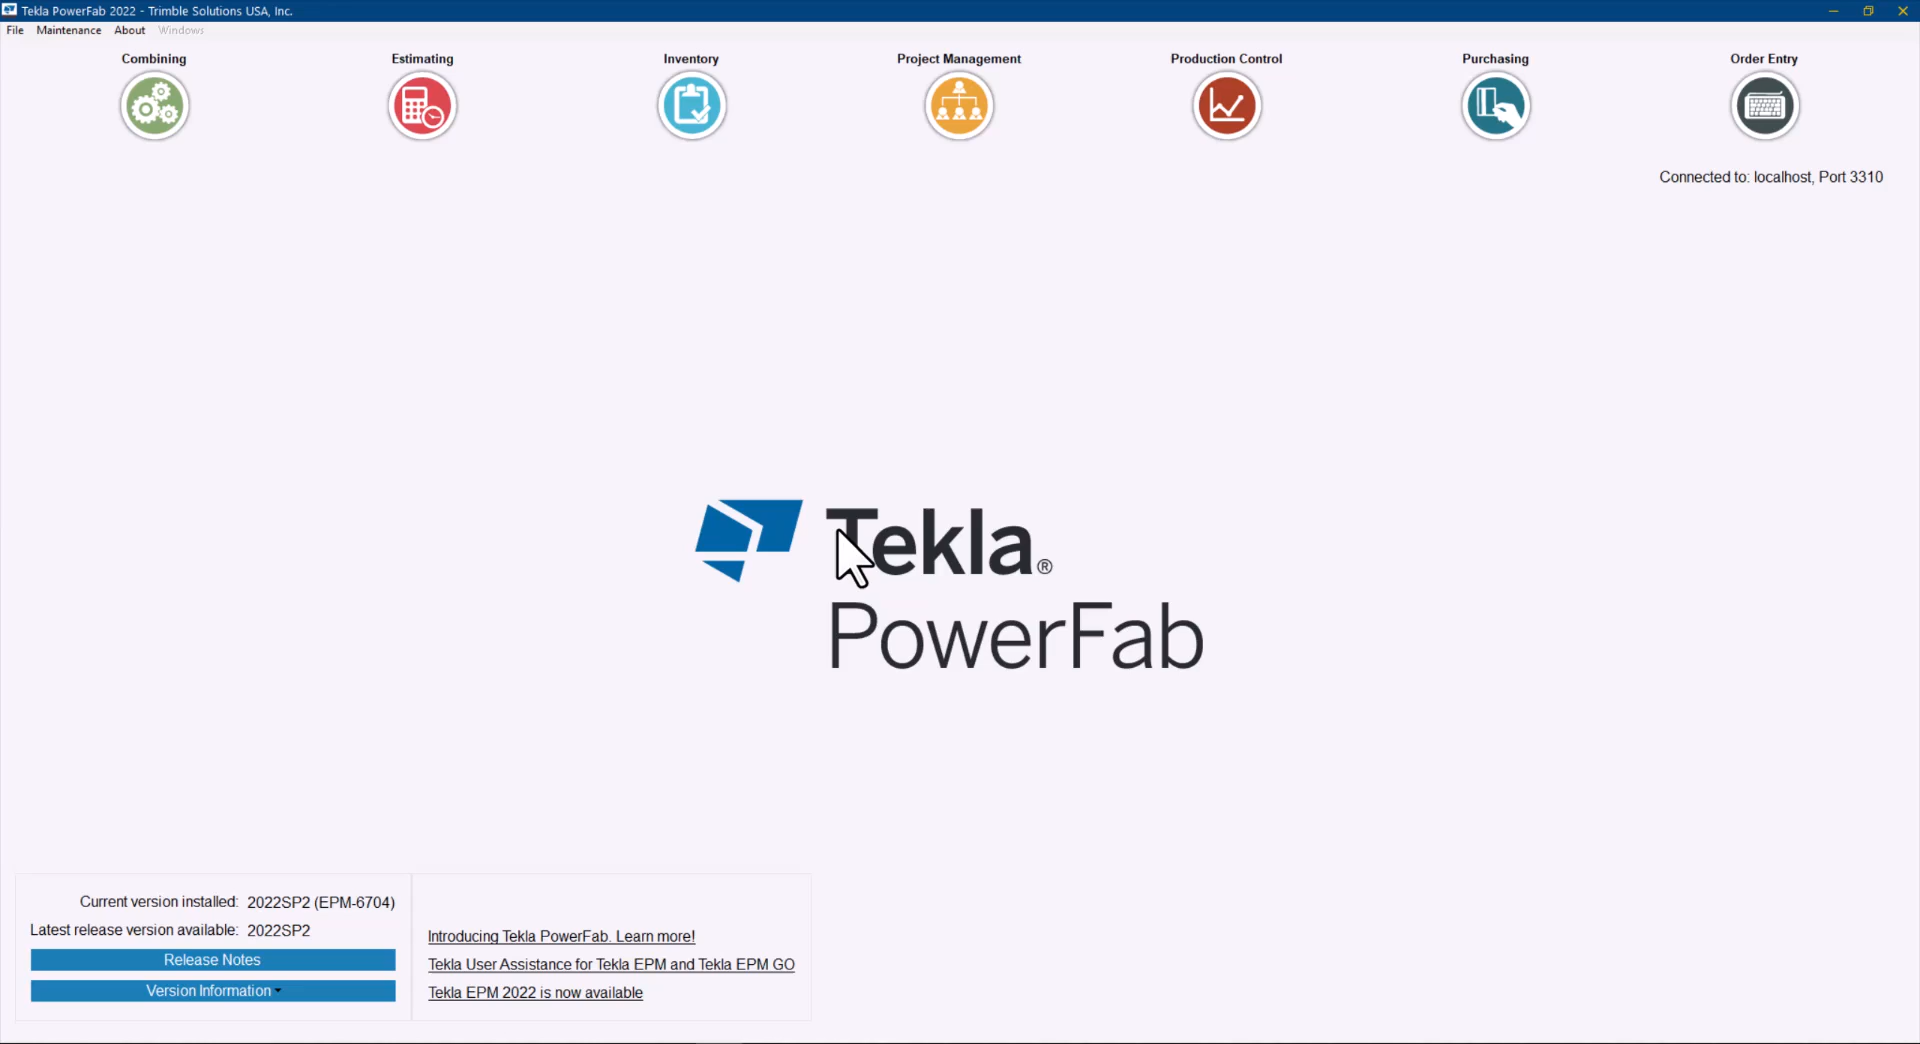 Tekla PowerFab 2022 - Trimble Solutions USA, Inc.
File Maintenance About Windows
Combining Estimating Inventory Project Management Production Control Purchasing Order Entry
Connected to: localhost, Port 3310
Tekla®
PowerFab
Current version installed: 2022SP2 (EPM-6704)
Latest release version available: 2022SP2
Release Notes
Version Information
Introducing Tekla PowerFab. Learn more!
Tekla User Assistance for Tekla EPM and Tekla EPM GO
Tekla EPM 2022 is now available